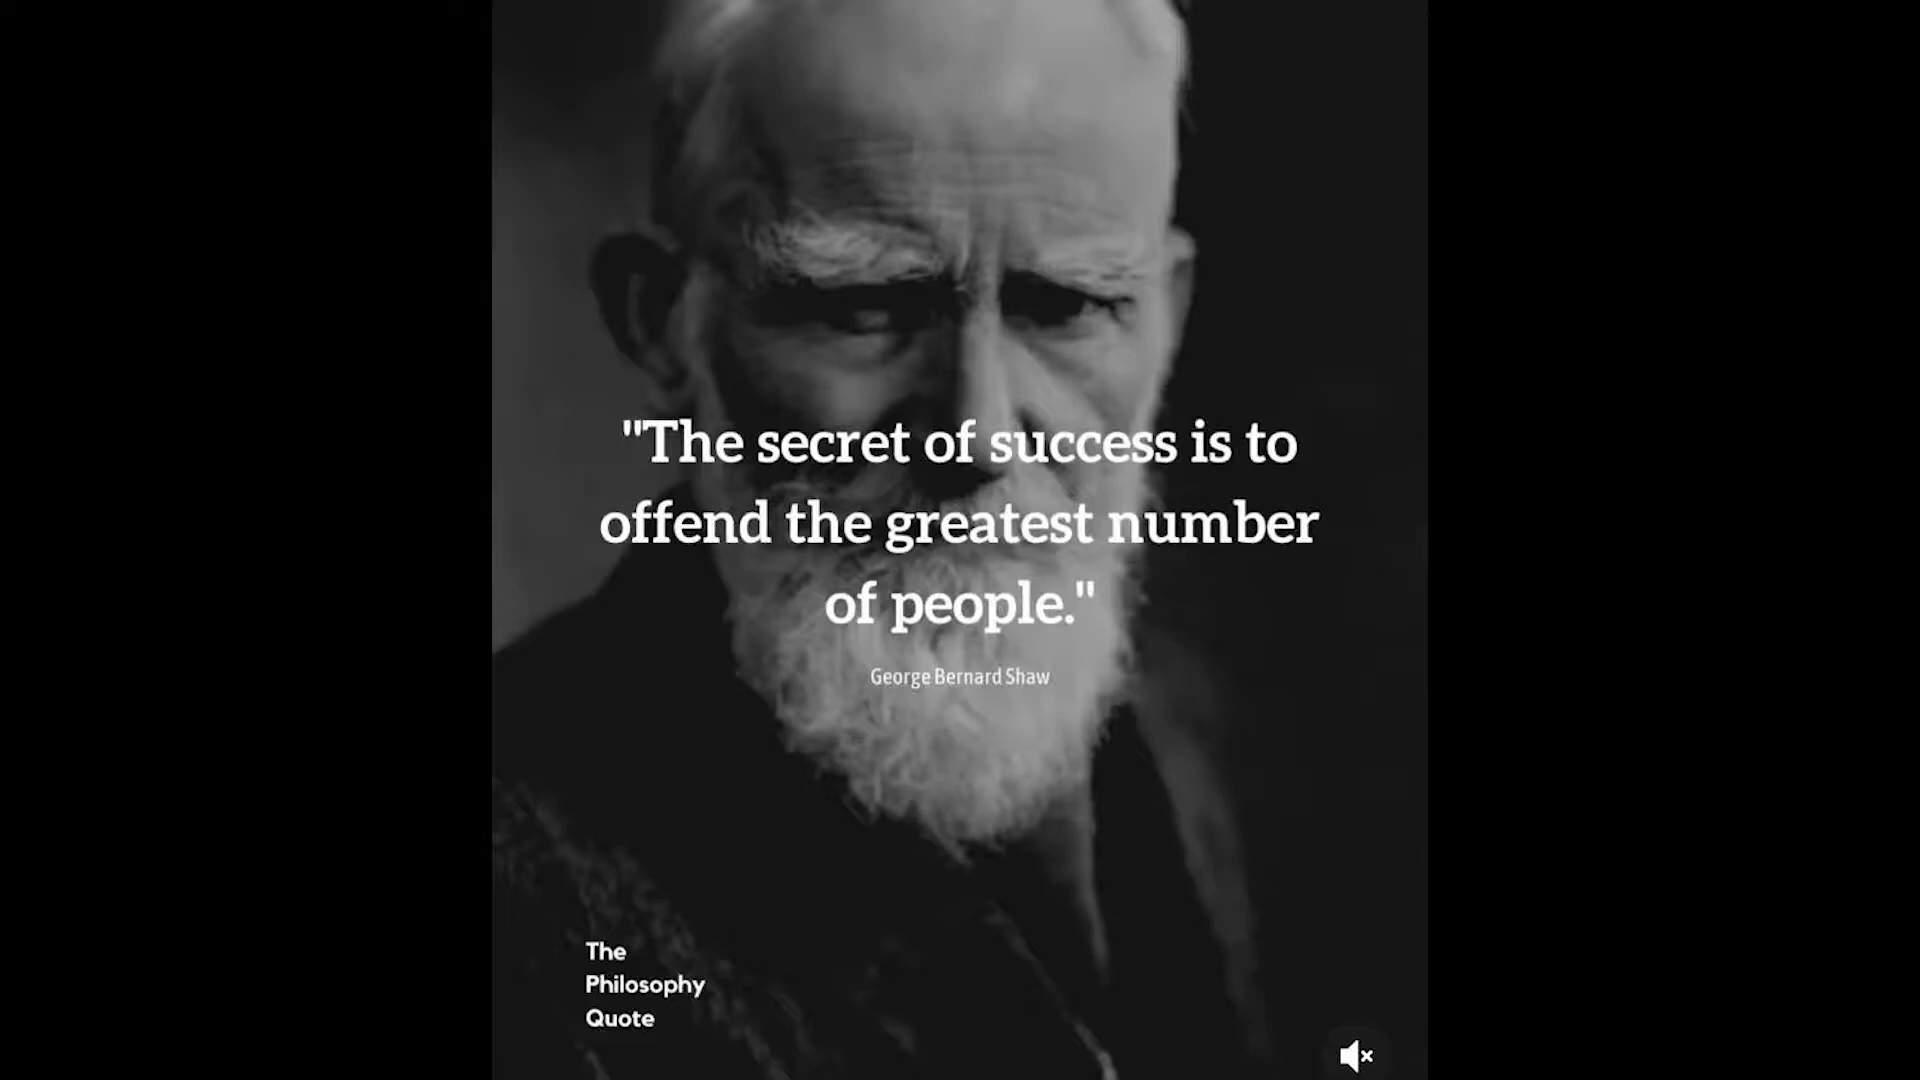 "The secret of success is to
offend the greatest number
of people."
George Bernard Shaw
The
Philosophy
Quote